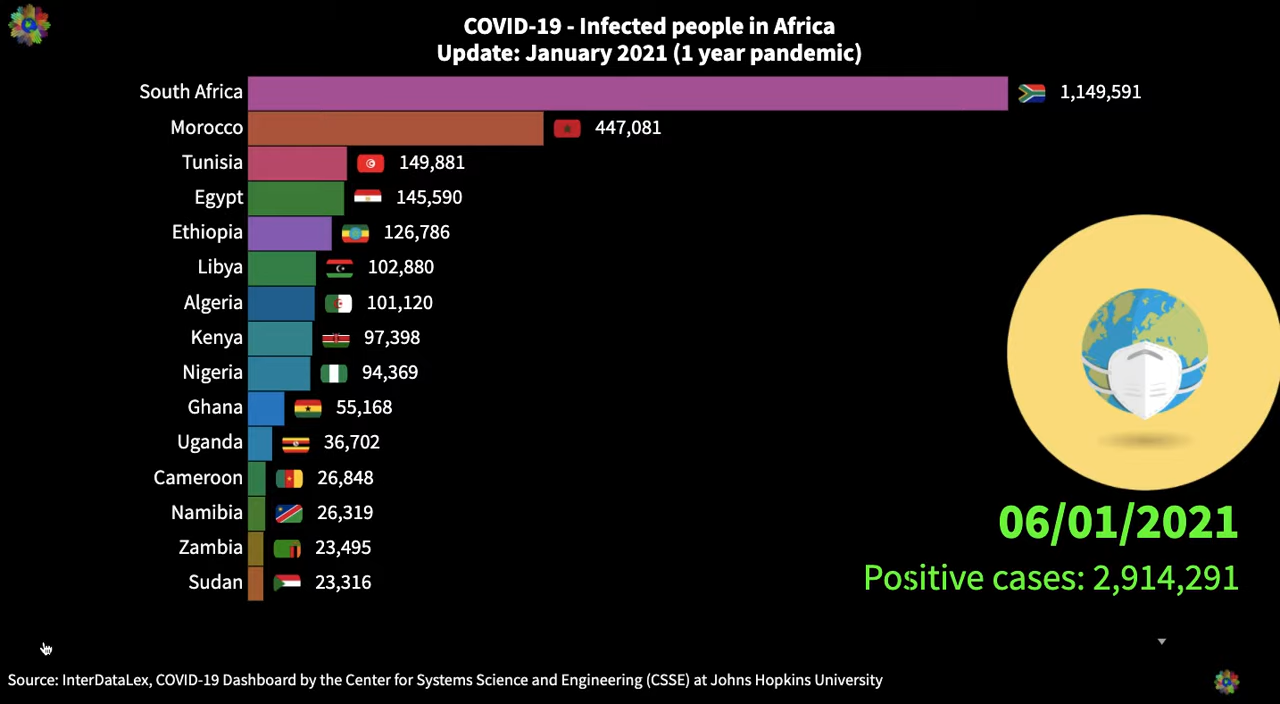 COVID-19 - Infected people in Africa
Update: January 2021 (1 year pandemic)
South Africa 1,149,591
Morocco 447,081
Tunisia 149,881
Egypt 145,590
Ethiopia 126,786
Libya 102,880
Algeria 101,120
Kenya 97,398
Nigeria 94,369
Ghana 55,168
Uganda 36,702
Cameroon 26,848
Namibia 26,319
Zambia 23,495
Sudan 23,316
06/01/2021
Positive cases: 2,914,291
Source: InterDataLex, COVID-19 Dashboard by the Center for Systems Science and Engineering (CSSE) at Johns Hopkins University